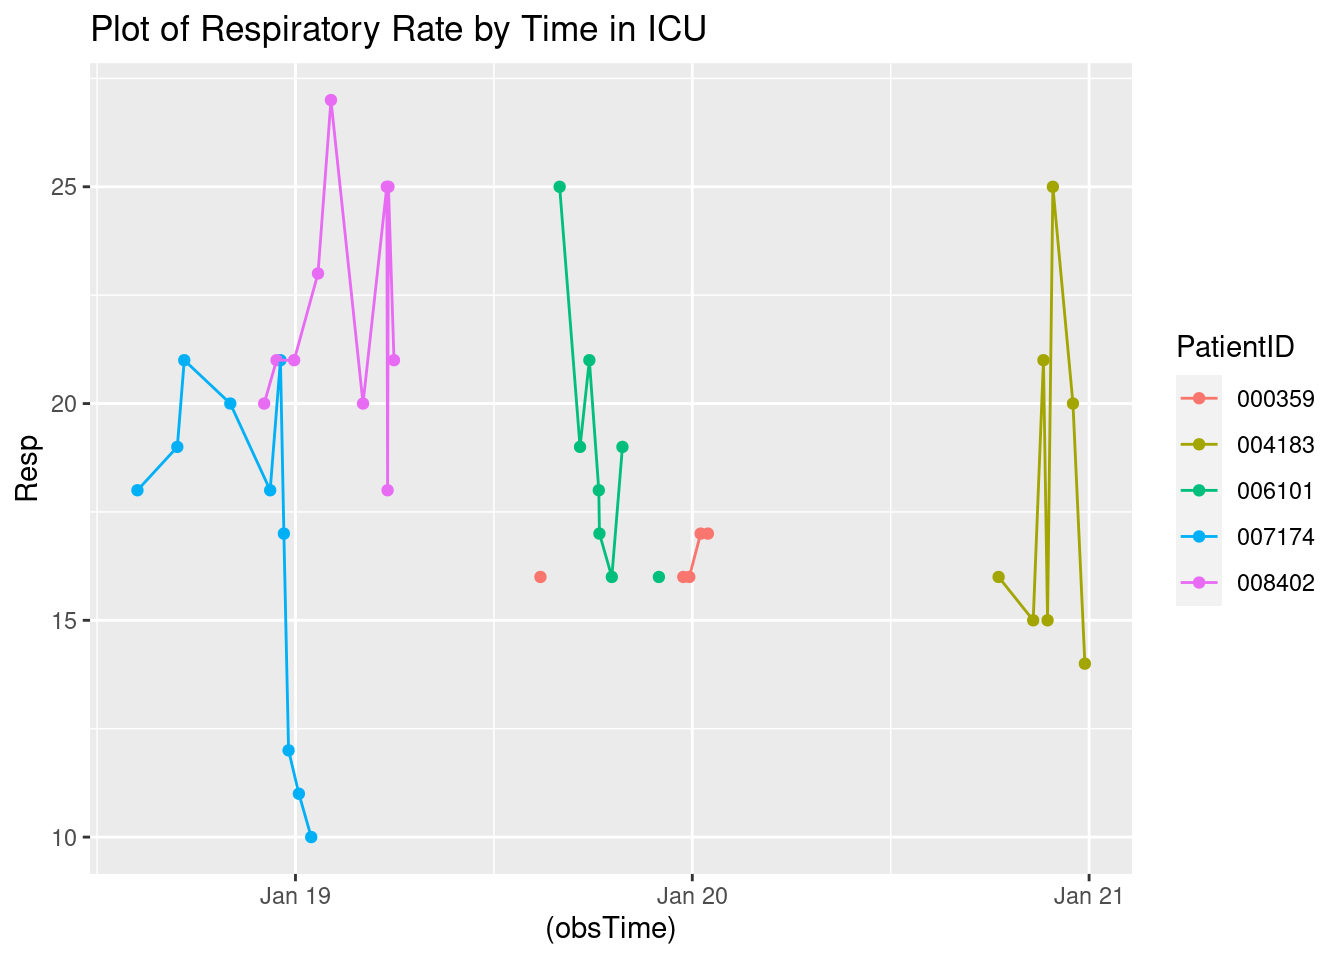 Plot of Respiratory Rate by Time in ICU
Resp
25
20
15
10
Jan 19
Jan 20
Jan 21
(obsTime)
PatientID
000359
004183
006101
007174
008402